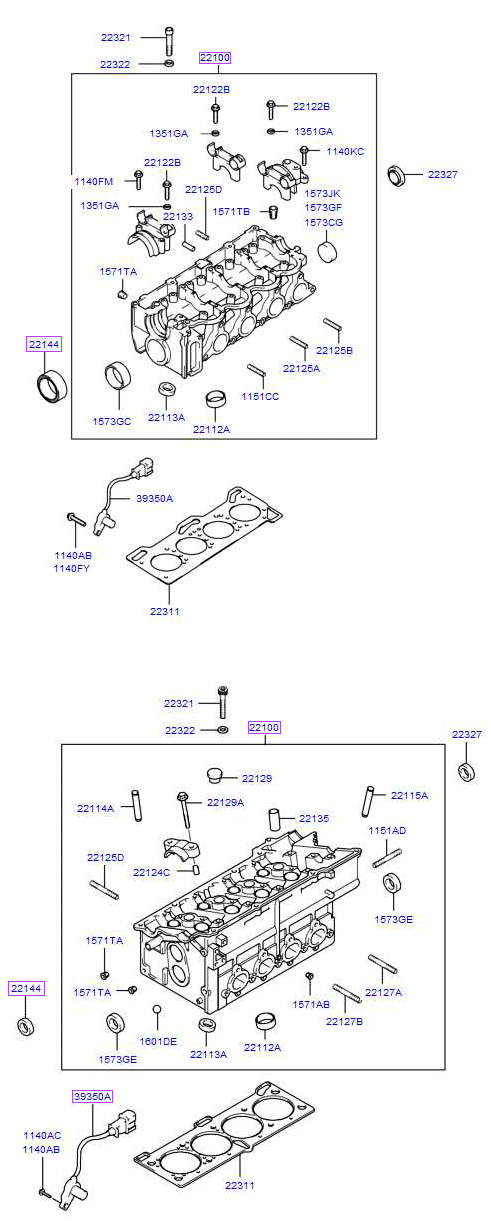 22321
22322
22100
22122B
22122B
1351GA
1351GA
1140KC
22122B
1140FM
22327
22125D
1573JK
1351GA
22133
1571TB
1573GF
1573CG
1571TA
22144
22125B
22125A
1151CC
1573GC
22113A
22112A
39350A
1140AB
1140FY
22311
22321
22322
22100
22327
22129
22114A
22129A
22115A
22135
1151AD
22125D
22124C
1573GE
1571TA
22144
1571TA
1571AB
22127A
22127B
1601DE
22113A
22112A
1573GE
39350A
1140AC
1140AB
22311